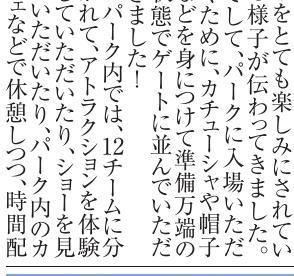 をとても楽しみにされてい
様子が伝わってきました。
そして、パークに入場いただ
くために、カチューシャや帽子
などを身につけて準備万端の
状態でゲートに並んでいただ
きました！
パーク内では、12チームに分
かれて、アトラクションを体験
していただいたり、ショーを見
いただいたり、パーク内のカ
ェなどで休憩しつつ、時間配